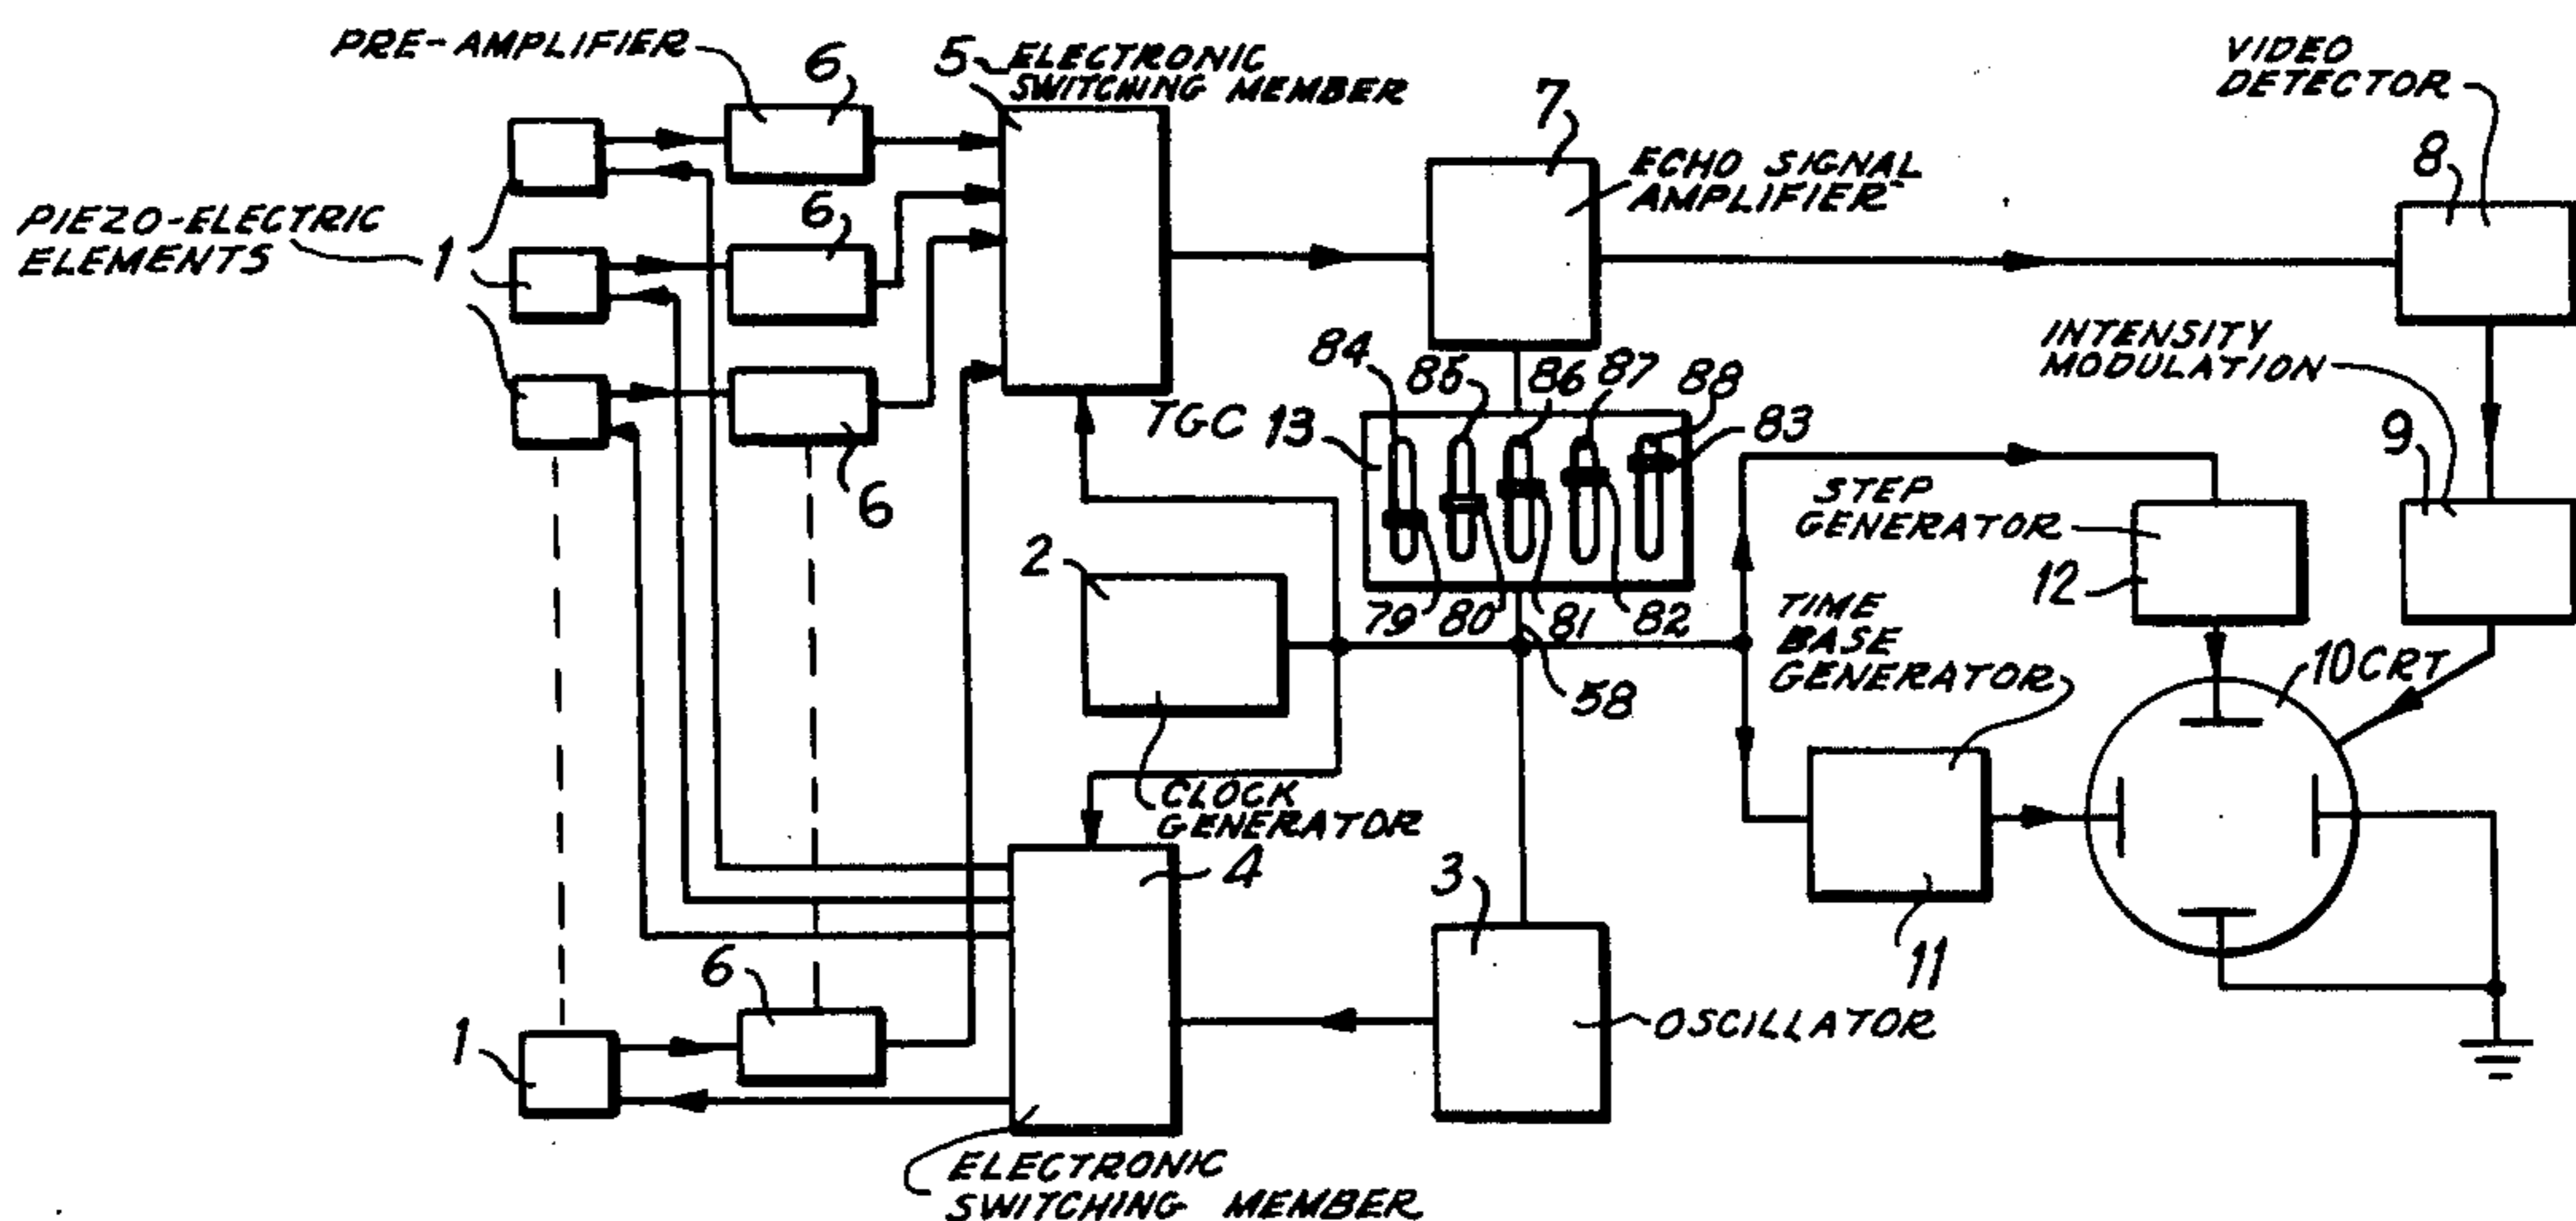 PRE-AMPLIFIER
6
5
ELECTRONIC
SWITCHING MEMBER
7
ECHO SIGNAL
AMPLIFIER
VIDEO
DETECTOR
8
PIEZO-ELECTRIC
ELEMENTS
1
6
6
TGC
13
84
85
86
87
88
83
79
80
81
82
58
INTENSITY
MODULATION
9
STEP
GENERATOR
12
2
CLOCK
GENERATOR
TIME
BASE
GENERATOR
10 CRT
11
4
3
OSCILLATOR
6
1
ELECTRONIC
SWITCHING MEMBER